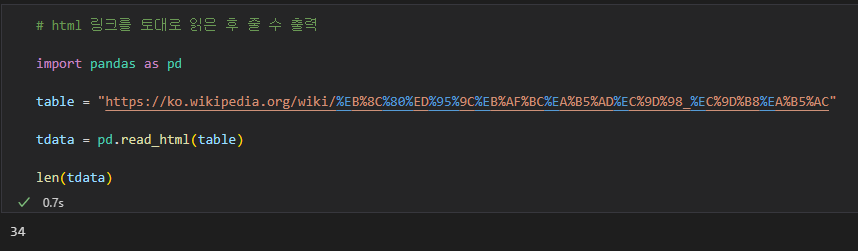 # html 링크를 토대로 읽은 후 줄 수 출력
import pandas as pd
table = "https://ko.wikipedia.org/wiki/%EB%8C%80%ED%95%9C%EB%AF%BC%EA%B5%AD%EC%9D%98_%EC%9D%B8%EA%B5%AC"
tdata = pd.read_html(table)
len(tdata)
0.7s
34